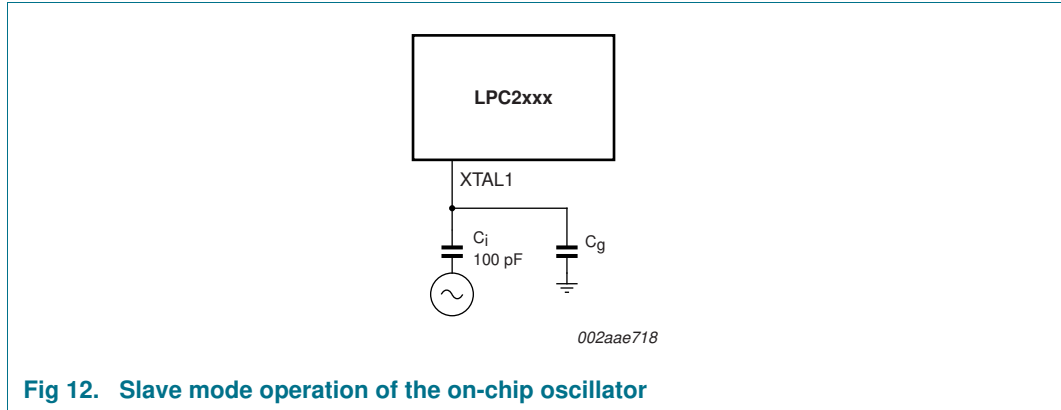 LPC2xxx
XTAL1
Ci
100 pF
Cg
002aae718
Fig 12. Slave mode operation of the on-chip oscillator